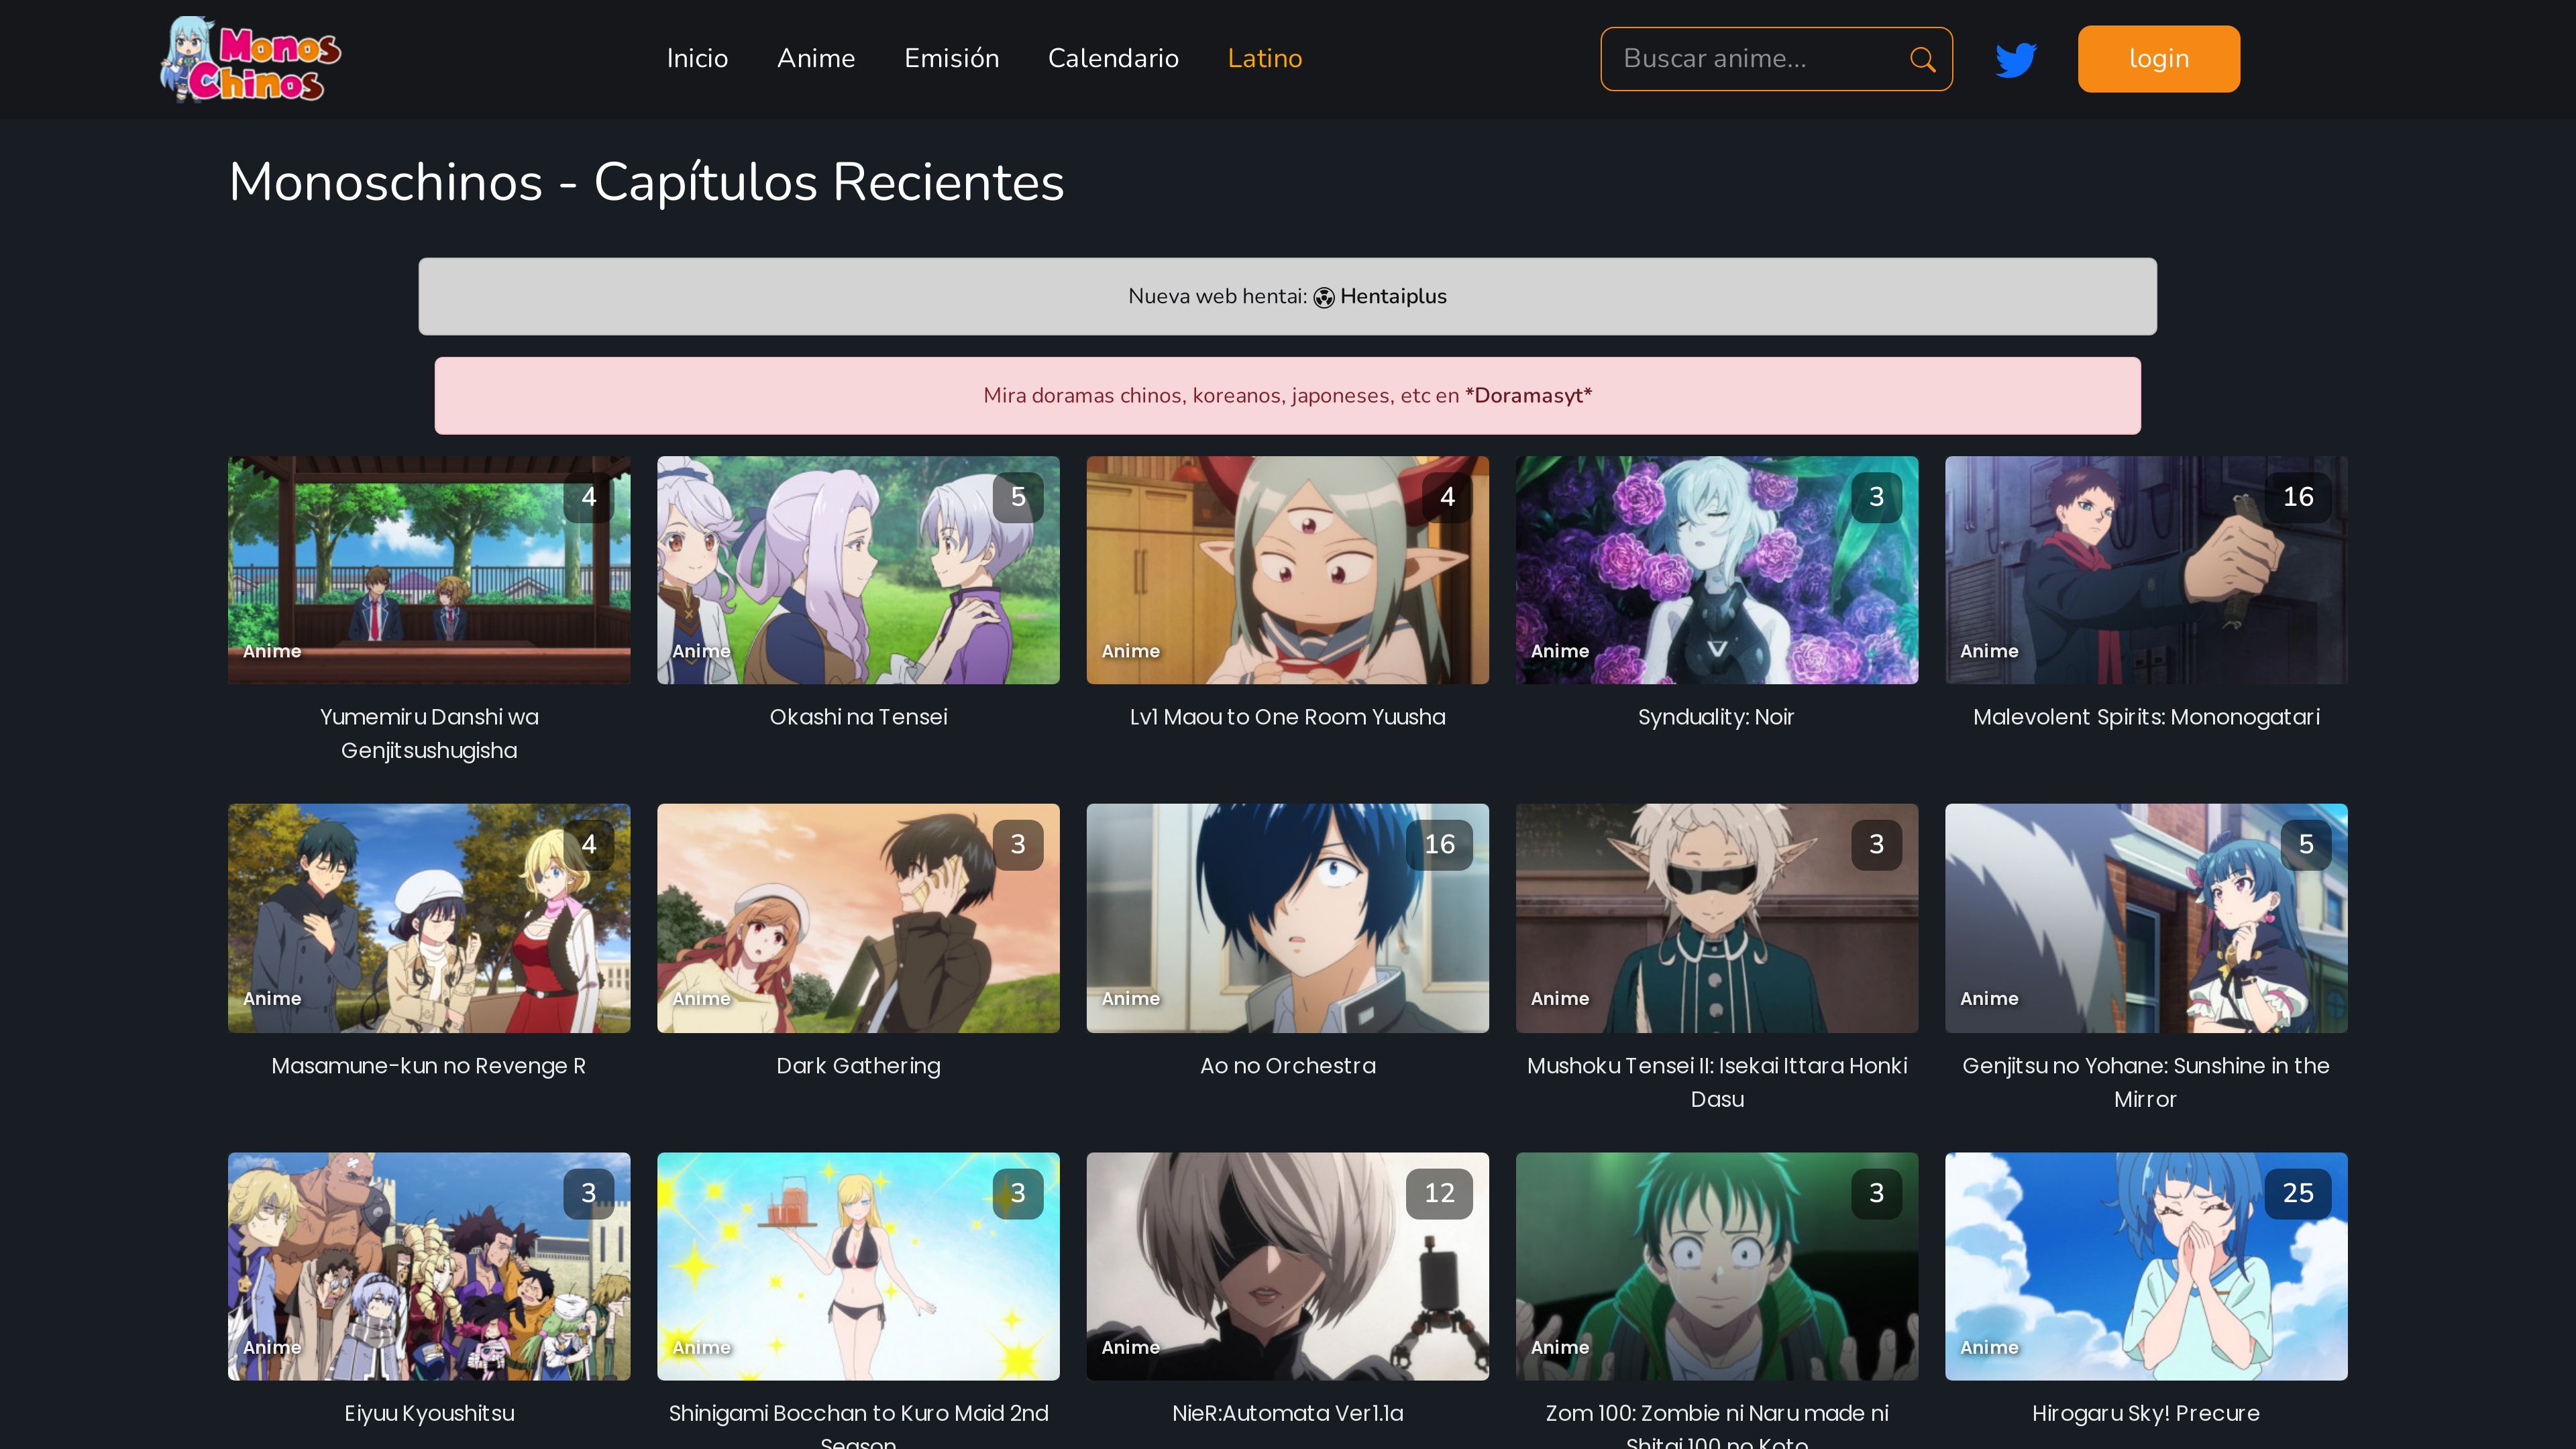 Monos
Chinos
Inicio
Anime
Emisión
Calendario
Latino
Buscar anime...
login
Monoschinos - Capítulos Recientes
Nueva web hentai: Hentaiplus
Mira doramas chinos, koreanos, japoneses, etc en *Doramasyt*
4
Anime
Yumemiru Danshi wa
Genjitsushugisha
5
Anime
Okashi na Tensei
4
Anime
Lv1 Maou to One Room Yuusha
3
Anime
Synduality: Noir
16
Anime
Malevolent Spirits: Mononogatari
4
Anime
Masamune-kun no Revenge R
3
Anime
Dark Gathering
16
Anime
Ao no Orchestra
3
Anime
Mushoku Tensei II: Isekai Ittara Honki
Dasu
5
Anime
Genjitsu no Yohane: Sunshine in the
Mirror
3
Anime
Eiyuu Kyoushitsu
3
Anime
Shinigami Bocchan to Kuro Maid 2nd
Season
12
Anime
NieR:Automata Ver1.1a
3
Anime
Zom 100: Zombie ni Naru made ni
Shitai 100 no Koto
25
Anime
Hirogaru Sky! Precure